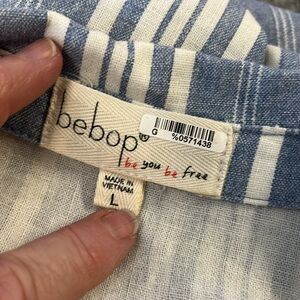 bebop®
G %0571438
be you be free
MADE IN
VIETNAM
L